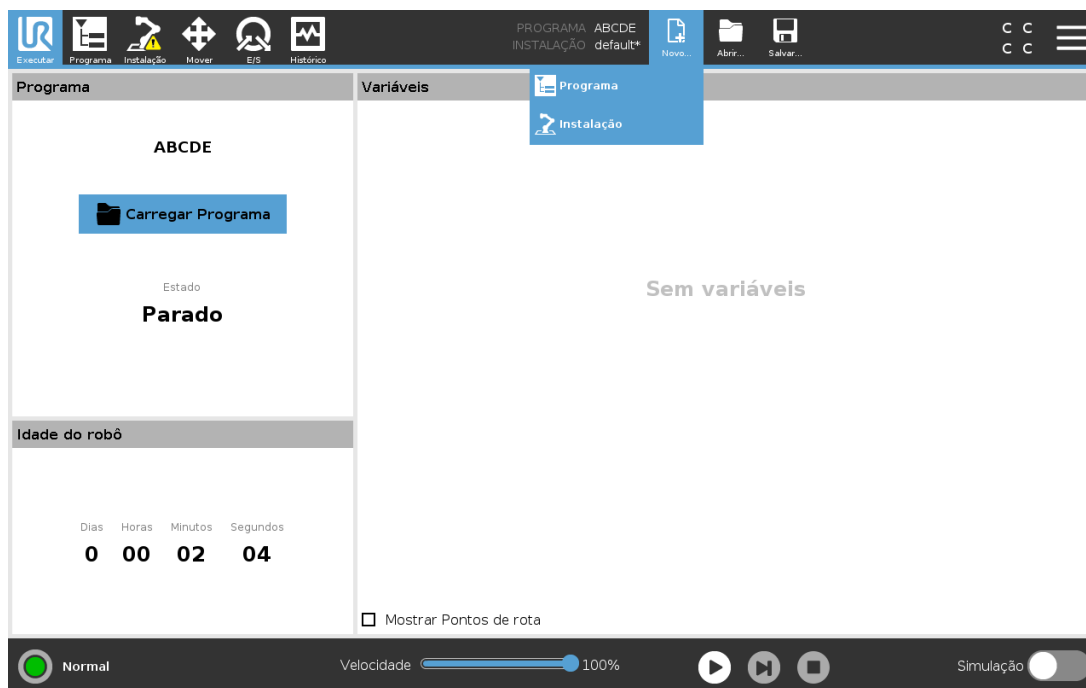 UR
Executar
Programa
Instalação
Mover
E/S
Histórico
PROGRAMA ABCDE
INSTALAÇÃO default*
Novo...
Abrir...
Salvar...
C C
C C
Programa
Instalação
Programa
ABCDE
Carregar Programa
Estado
Parado
Variáveis
Sem variáveis
Idade do robô
Dias Horas Minutos Segundos
0 00 02 04
Mostrar Pontos de rota
Normal
Velocidade 100%
Simulação